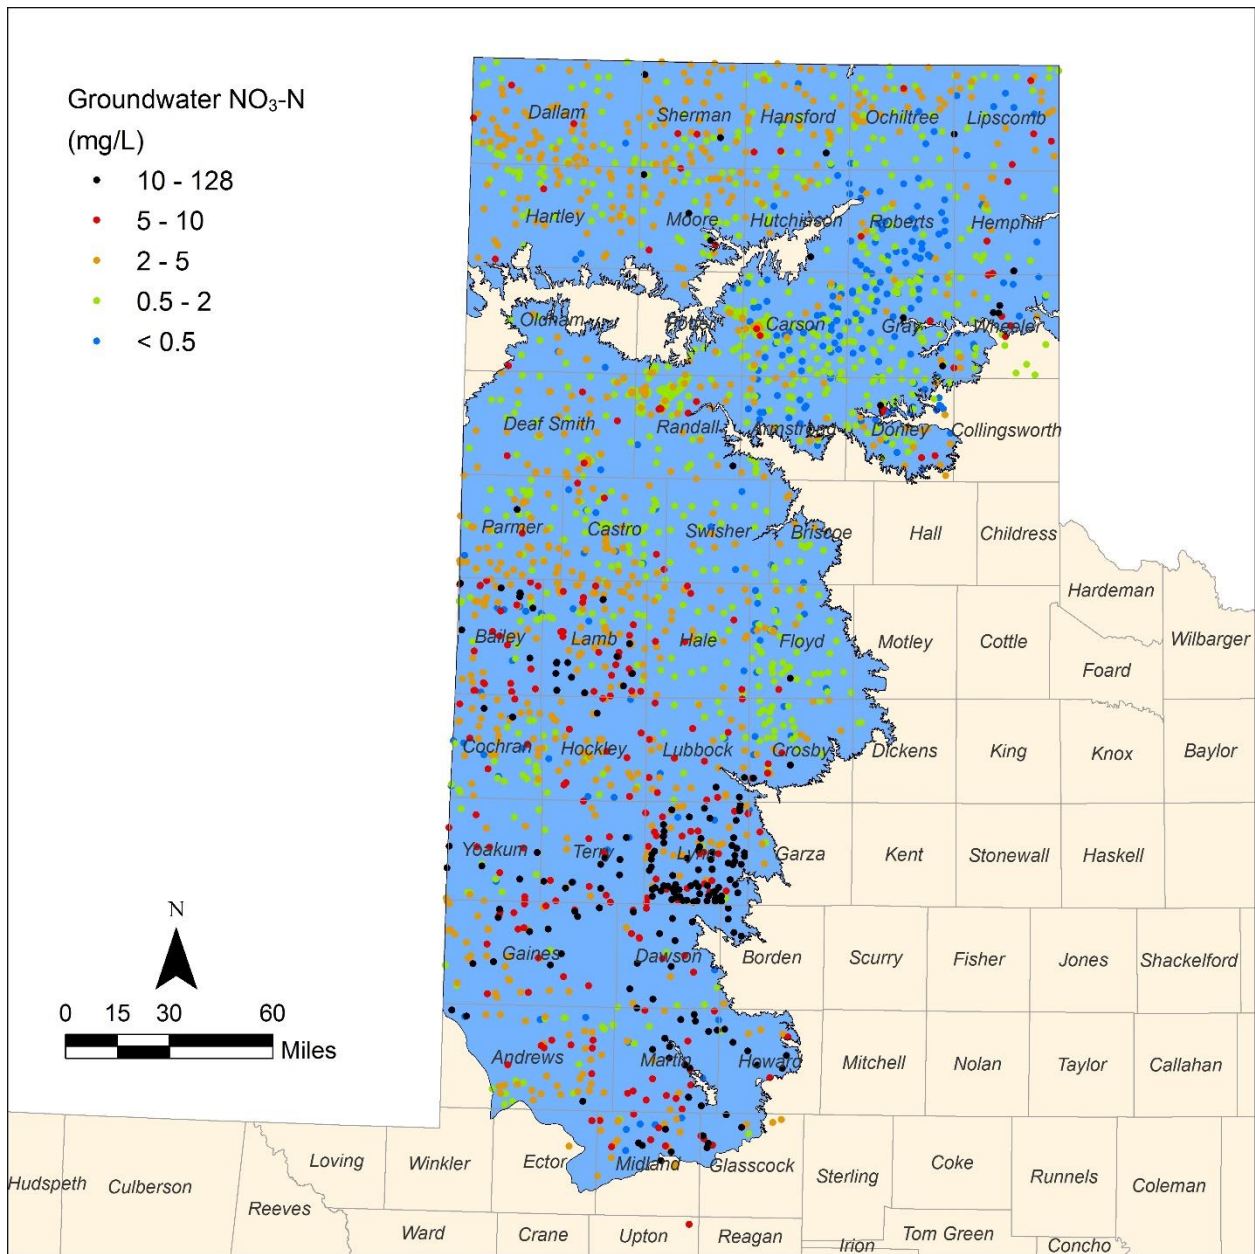 Groundwater NO₃-N
(mg/L)
10 - 128
5 - 10
2 - 5
0.5 - 2
< 0.5
Dallam Sherman Hansford Ochiltree Lipscomb
Hartley Moore Hutchinson Roberts Hemphill
Oldham Potter Carson Gray Wheeler
Deaf Smith Randall Armstrong Donley Collingsworth
Parmer Castro Swisher Briscoe Hall Childress
Hardeman
Bailey Lamb Hale Floyd Motley Cottle Wilbarger
Foard
Cochran Hockley Lubbock Crosby Dickens King Knox Baylor
Yoakum Terry Lynn Garza Kent Stonewall Haskell
N
Gaines Dawson Borden Scurry Fisher Jones Shackelford
0 15 30 60
Miles
Andrews Martin Howard Mitchell Nolan Taylor Callahan
Loving Winkler Ector Midland Glasscock Sterling Coke Runnels Coleman
Hudspeth Culberson Reeves
Ward Crane Upton Reagan Irion Tom Green Concho